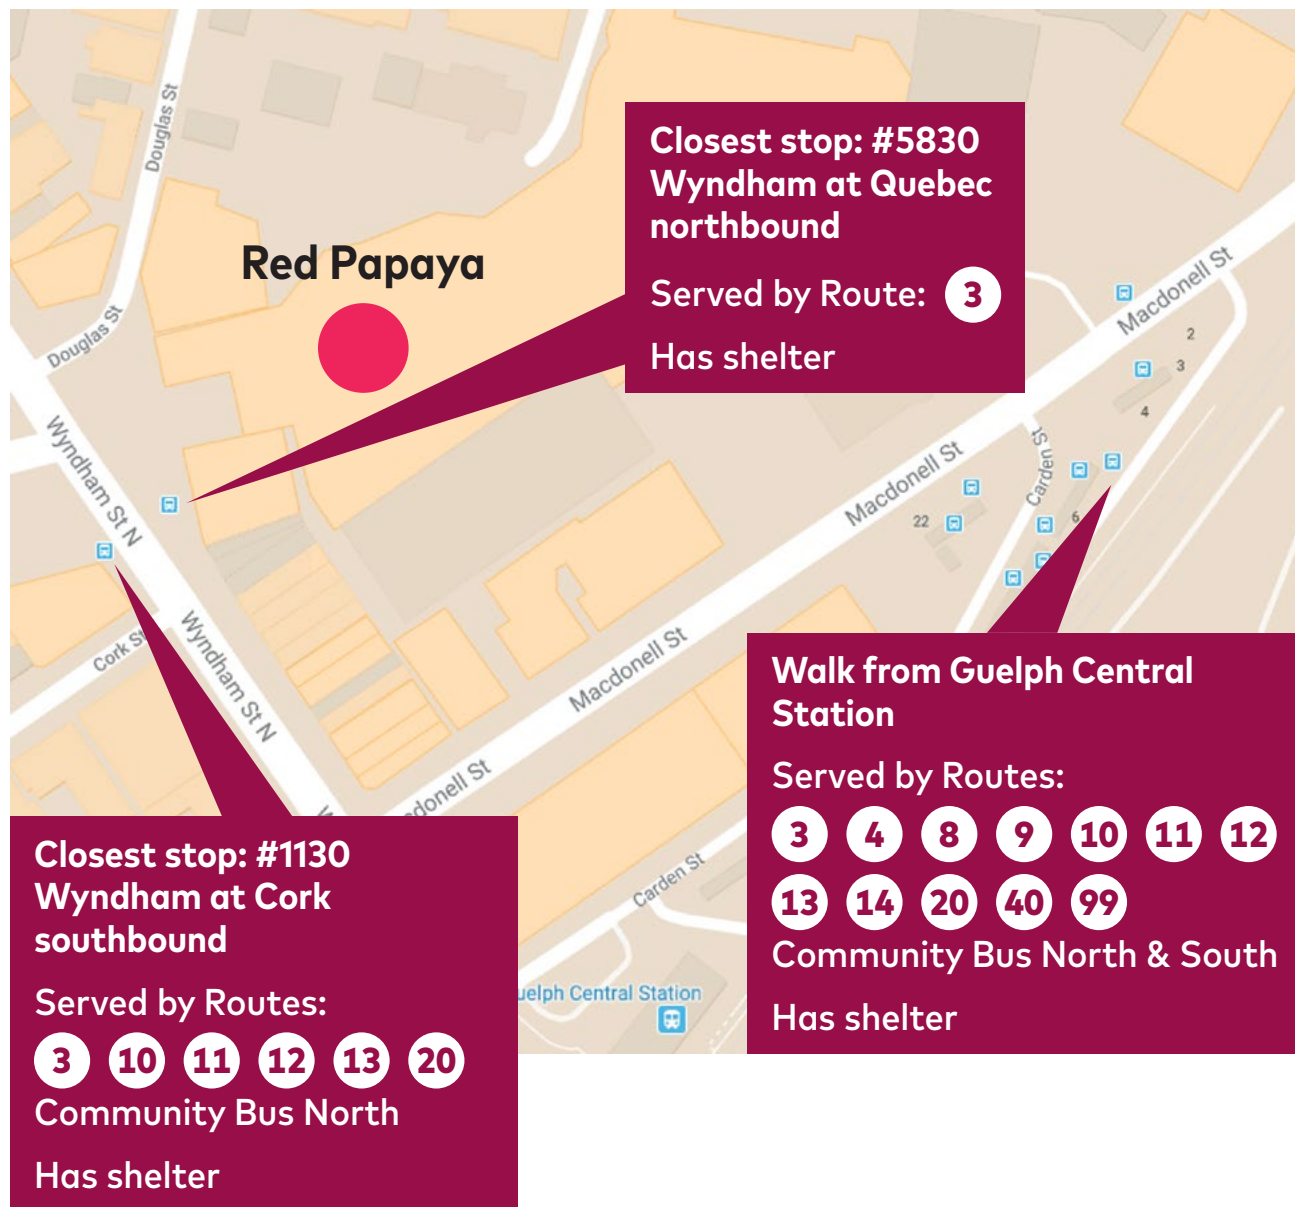 Douglas St
Douglas St
Red Papaya
Closest stop: #5830
Wyndham at Quebec
northbound
Served by Route: 3
Has shelter
Macdonell St
2
3
4
Wyndham St N
Macdonell St
Carden St
22
6
Cork St
Wyndham St N
Macdonell St
Walk from Guelph Central
Station
Served by Routes:
3 4 8 9 10 11 12
13 14 20 40 99
Community Bus North & South
Has shelter
donell St
Carden St
uelph Central Station
Closest stop: #1130
Wyndham at Cork
southbound
Served by Routes:
3 10 11 12 13 20
Community Bus North
Has shelter